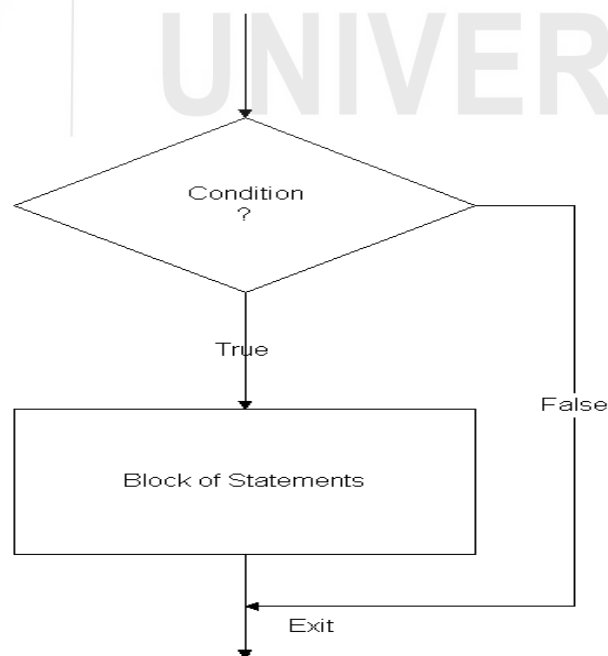 UNIVER
Condition
?
True
False
Block of Statements
Exit